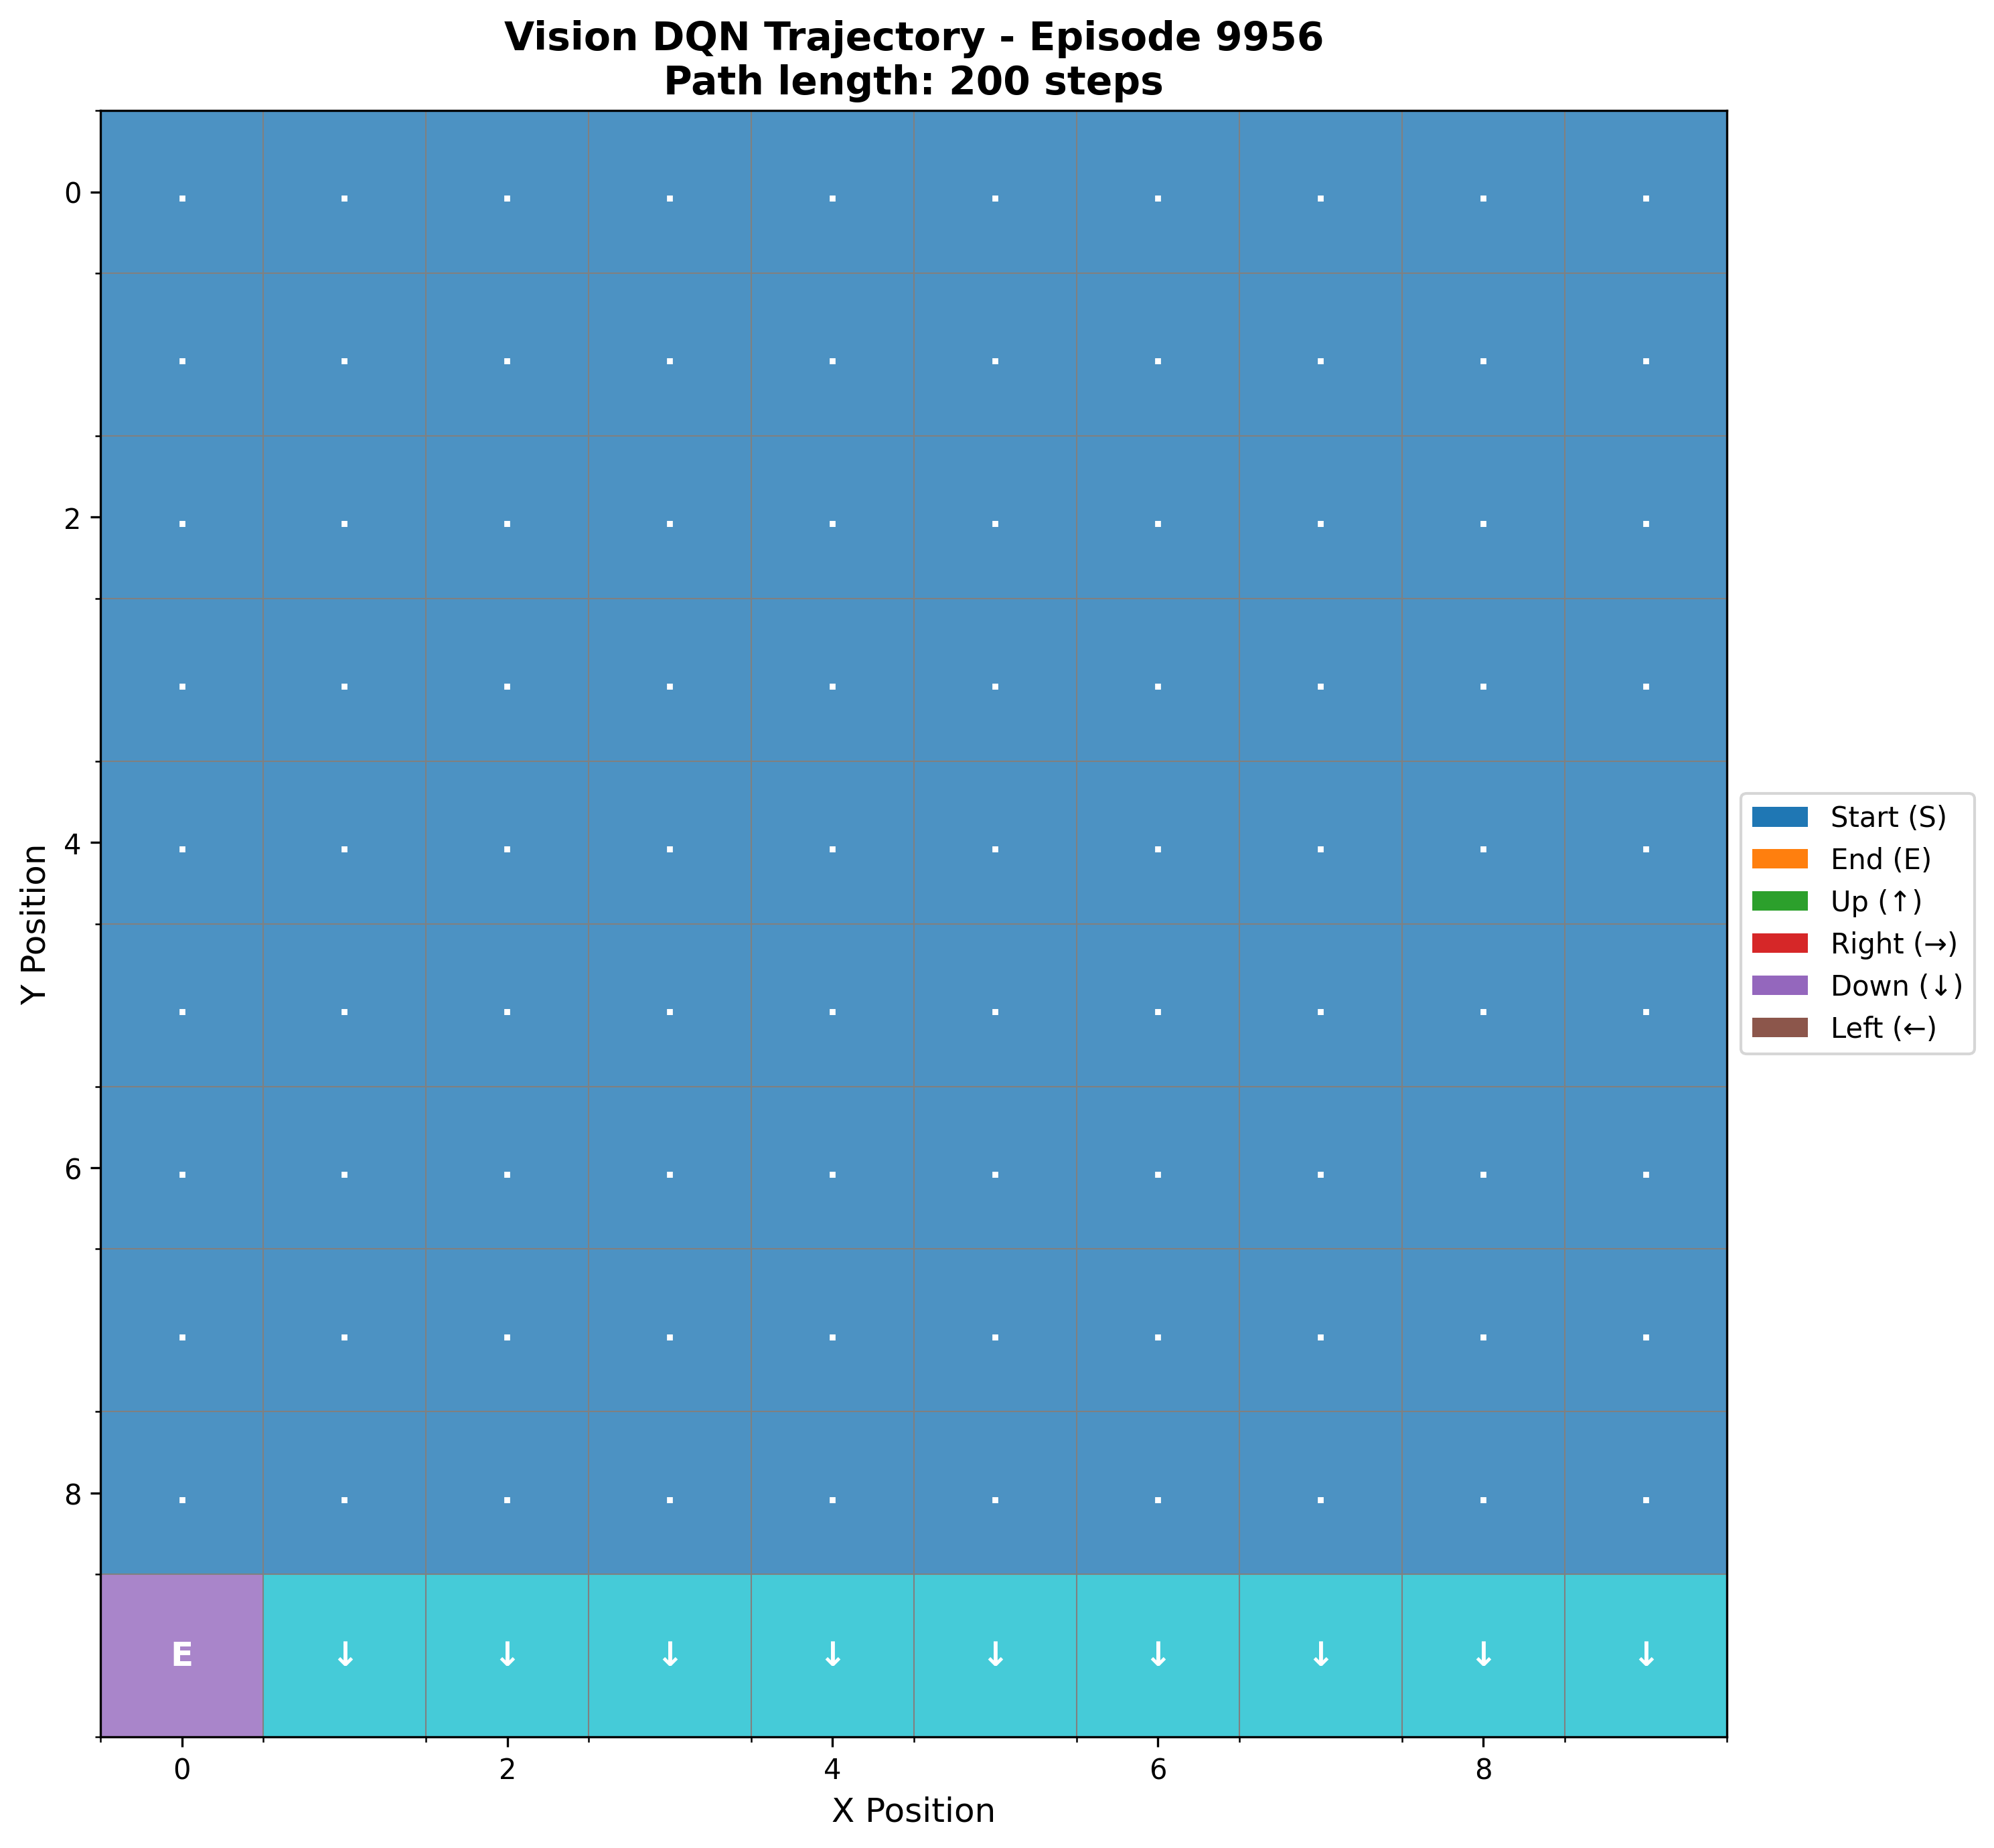 Vision DQN Trajectory - Episode 9956
Path length: 200 steps
0
2
4
6
8
Y Position
E ↓ ↓ ↓ ↓ ↓ ↓ ↓ ↓ ↓
0 2 4 6 8
X Position
Start (S)
End (E)
Up (↑)
Right (→)
Down (↓)
Left (←)